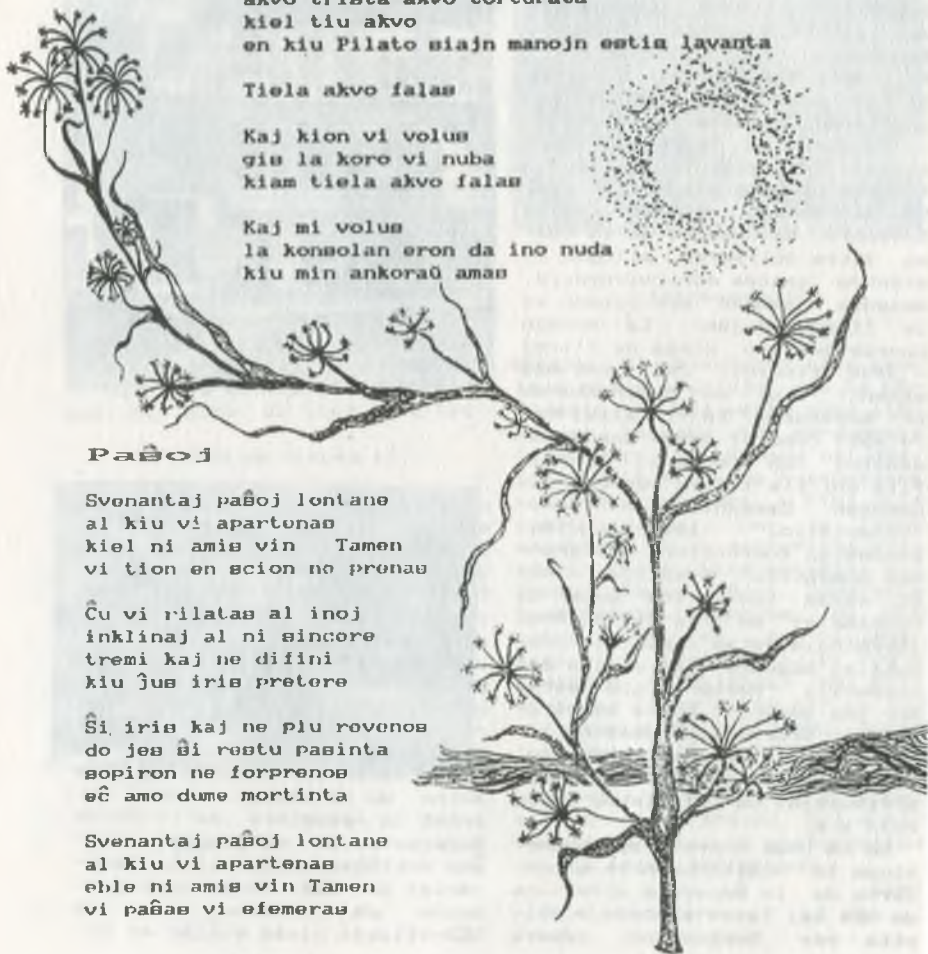 akvo trista akvo torturata
kiel tiu akvo
en kiu Pilato siajn manojn estis lavanta
Tiela akvo falas
Kaj kion vi volus
gis la koro vi nuba
kiam tiela akvo falas
Kaj mi volus
la konsolan eron da ino nuda
kiu min ankoraŭ amas
Paŝoj
Svenantaj paŝoj lontane
al kiu vi apartenas
kiel ni amis vin Tamen
vi tion en scion ne prenas
Ĉu vi rilatas al inoj
inklinaj al ni sincere
tremi kaj ne difini
kiu ĵus iris pretere
Ŝi iris kaj ne plu revenos
do jes ŝi restu pasinta
sopiron ne forprenos
eĉ amo dume mortinta
Svenantaj paŝoj lontane
al kiu vi apartenas
eble ni amis vin Tamen
vi paŝas vi efemeras